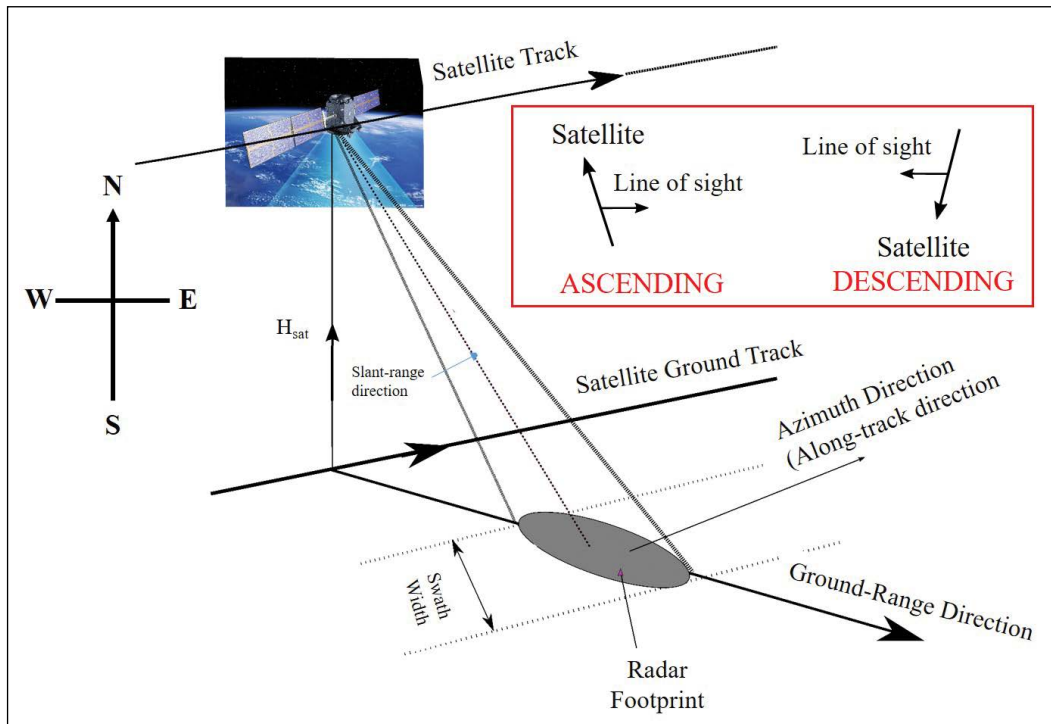 Satellite Track
N
W
E
S
Satellite
Line of sight
ASCENDING
Line of sight
Satellite
DESCENDING
H_sat
Slant-range
direction
Satellite Ground Track
Azimuth Direction
(Along-track direction
Swath
Width
Ground-Range Direction
Radar
Footprint